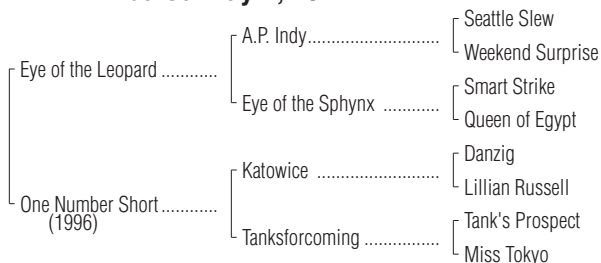 Seattle Slew
A.P. Indy..............................
Weekend Surprise
Eye of the Leopard ............
Smart Strike
Eye of the Sphynx ............
Queen of Egypt
Danzig
Katowice ..........................
Lillian Russell
One Number Short............
(1996)
Tank's Prospect
Tanksforcoming ................
Miss Tokyo